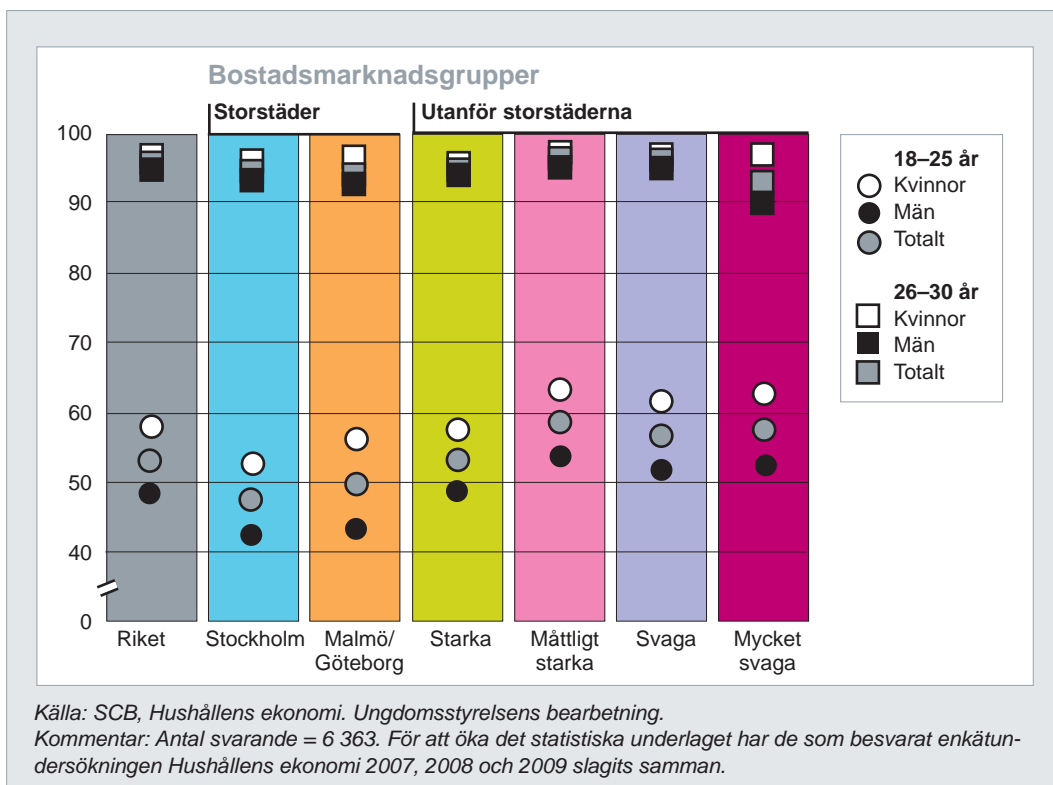 Bostadsmarknadsgrupper
Storstäder
Utanför storstäderna
100
90
80
70
60
50
40
0
Riket
Stockholm
Malmö/
Göteborg
Starka
Måttligt
starka
Svaga
Mycket
svaga
18–25 år
Kvinnor
Män
Totalt
26–30 år
Kvinnor
Män
Totalt
Källa: SCB, Hushållens ekonomi. Ungdomsstyrelsens bearbetning.
Kommentar: Antal svarande = 6 363. För att öka det statistiska underlaget har de som besvarat enkätun-
dersökningen Hushållens ekonomi 2007, 2008 och 2009 slagits samman.